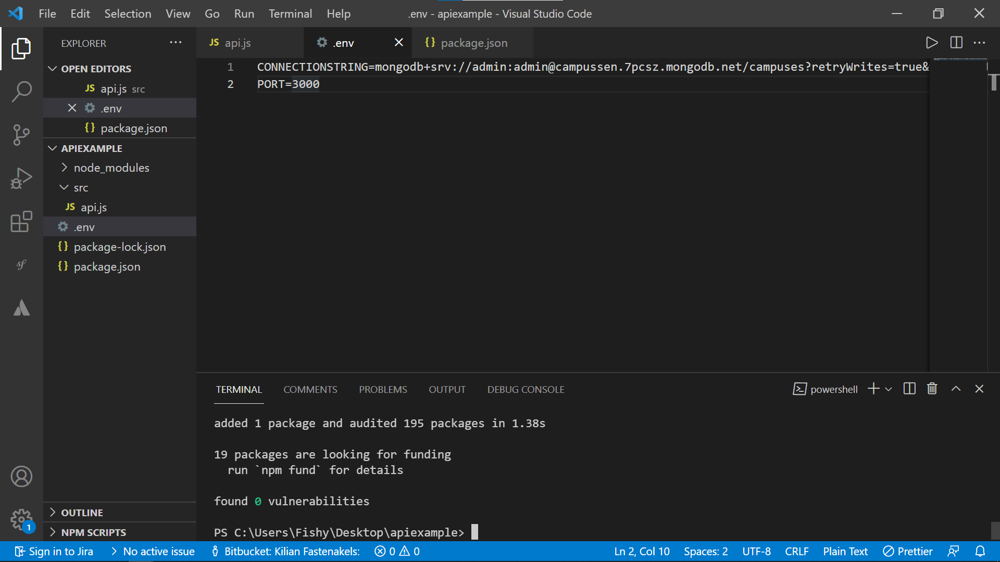 File Edit Selection View Go Run Terminal Help .env - apiexample - Visual Studio Code
EXPLORER
OPEN EDITORS
JS api.js src
.env
{} package.json
APIEXAMPLE
node_modules
src
JS api.js
.env
{} package-lock.json
{} package.json
OUTLINE
NPM SCRIPTS
JS api.js .env {} package.json
1 CONNECTIONSTRING=mongodb+srv://admin:admin@campussen.7pcsz.mongodb.net/campuses?retryWrites=true&
2 PORT=3000
TERMINAL COMMENTS PROBLEMS OUTPUT DEBUG CONSOLE powershell
added 1 package and audited 195 packages in 1.38s
19 packages are looking for funding
run `npm fund` for details
found 0 vulnerabilities
PS C:\Users\Fishy\Desktop\apiexample>
1
Sign in to Jira No active issue Bitbucket: Kilian Fastenakels: 0 0 Ln 2, Col 10 Spaces: 2 UTF-8 CRLF Plain Text Prettier